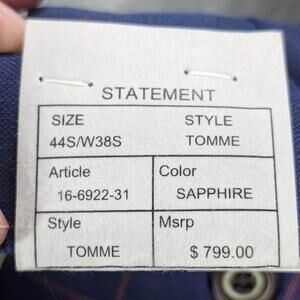 STATEMENT
SIZE STYLE
44S/W38S TOMME
Article Color
16-6922-31 SAPPHIRE
Style Msrp
TOMME $ 799.00